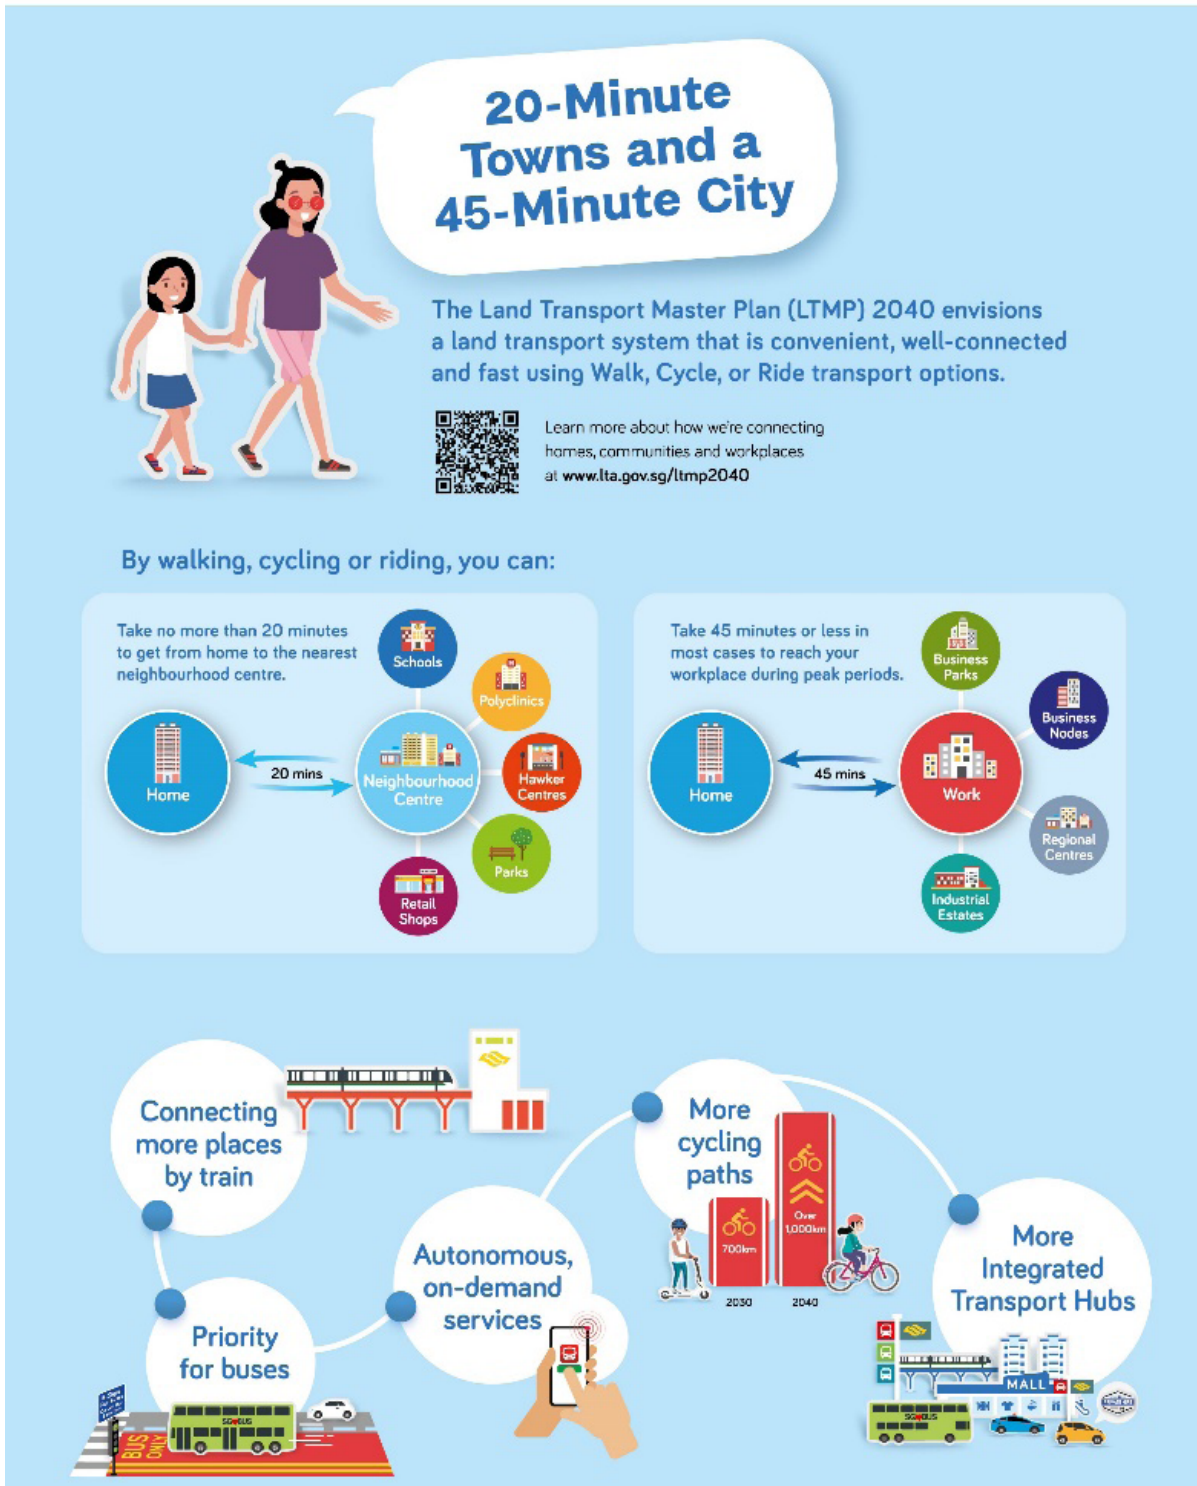 20-Minute
Towns and a
45-Minute City
The Land Transport Master Plan (LTMP) 2040 envisions
a land transport system that is convenient, well-connected
and fast using Walk, Cycle, or Ride transport options.
Learn more about how we're connecting
homes, communities and workplaces
at www.lta.gov.sg/ltmp2040
By walking, cycling or riding, you can:
Take no more than 20 minutes
to get from home to the nearest
neighbourhood centre.
Schools
Polyclinics
Home
20 mins
Neighbourhood
Centre
Hawker
Centres
Parks
Retail
Shops
Take 45 minutes or less in
most cases to reach your
workplace during peak periods.
Business
Parks
Business
Nodes
Home
45 mins
Work
Regional
Centres
Industrial
Estates
Connecting
more places
by train
Priority
for buses
BUS
ONLY
SG♥BUS
Autonomous,
on-demand
services
More
cycling
paths
700km
2030
Over
1,000km
2040
More
Integrated
Transport Hubs
MALL
SG♥BUS